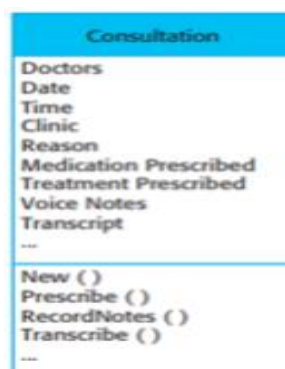 Consultation
Doctors
Date
Time
Clinic
Reason
Medication Prescribed
Treatment Prescribed
Voice Notes
Transcript
...
New ( )
Prescribe ( )
RecordNotes ( )
Transcribe ( )
...